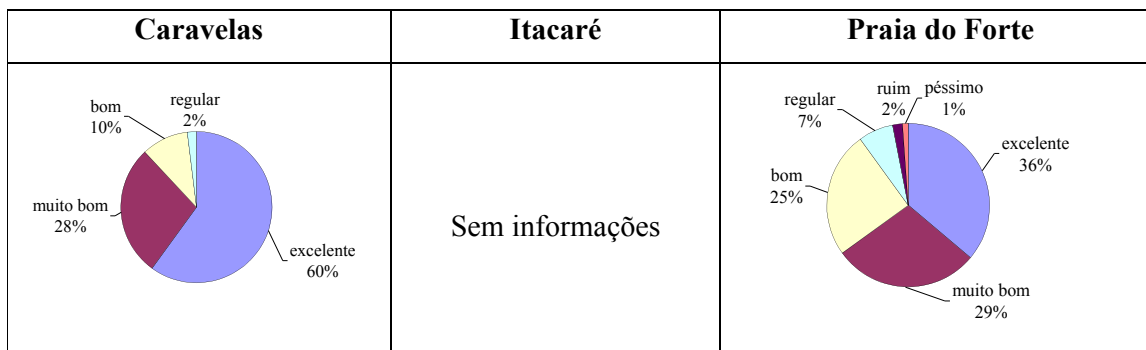 Caravelas
Itacaré
Praia do Forte
bom
10%
regular
2%
muito bom
28%
excelente
60%
Sem informações
regular
7%
ruim
2%
péssimo
1%
excelente
36%
bom
25%
muito bom
29%